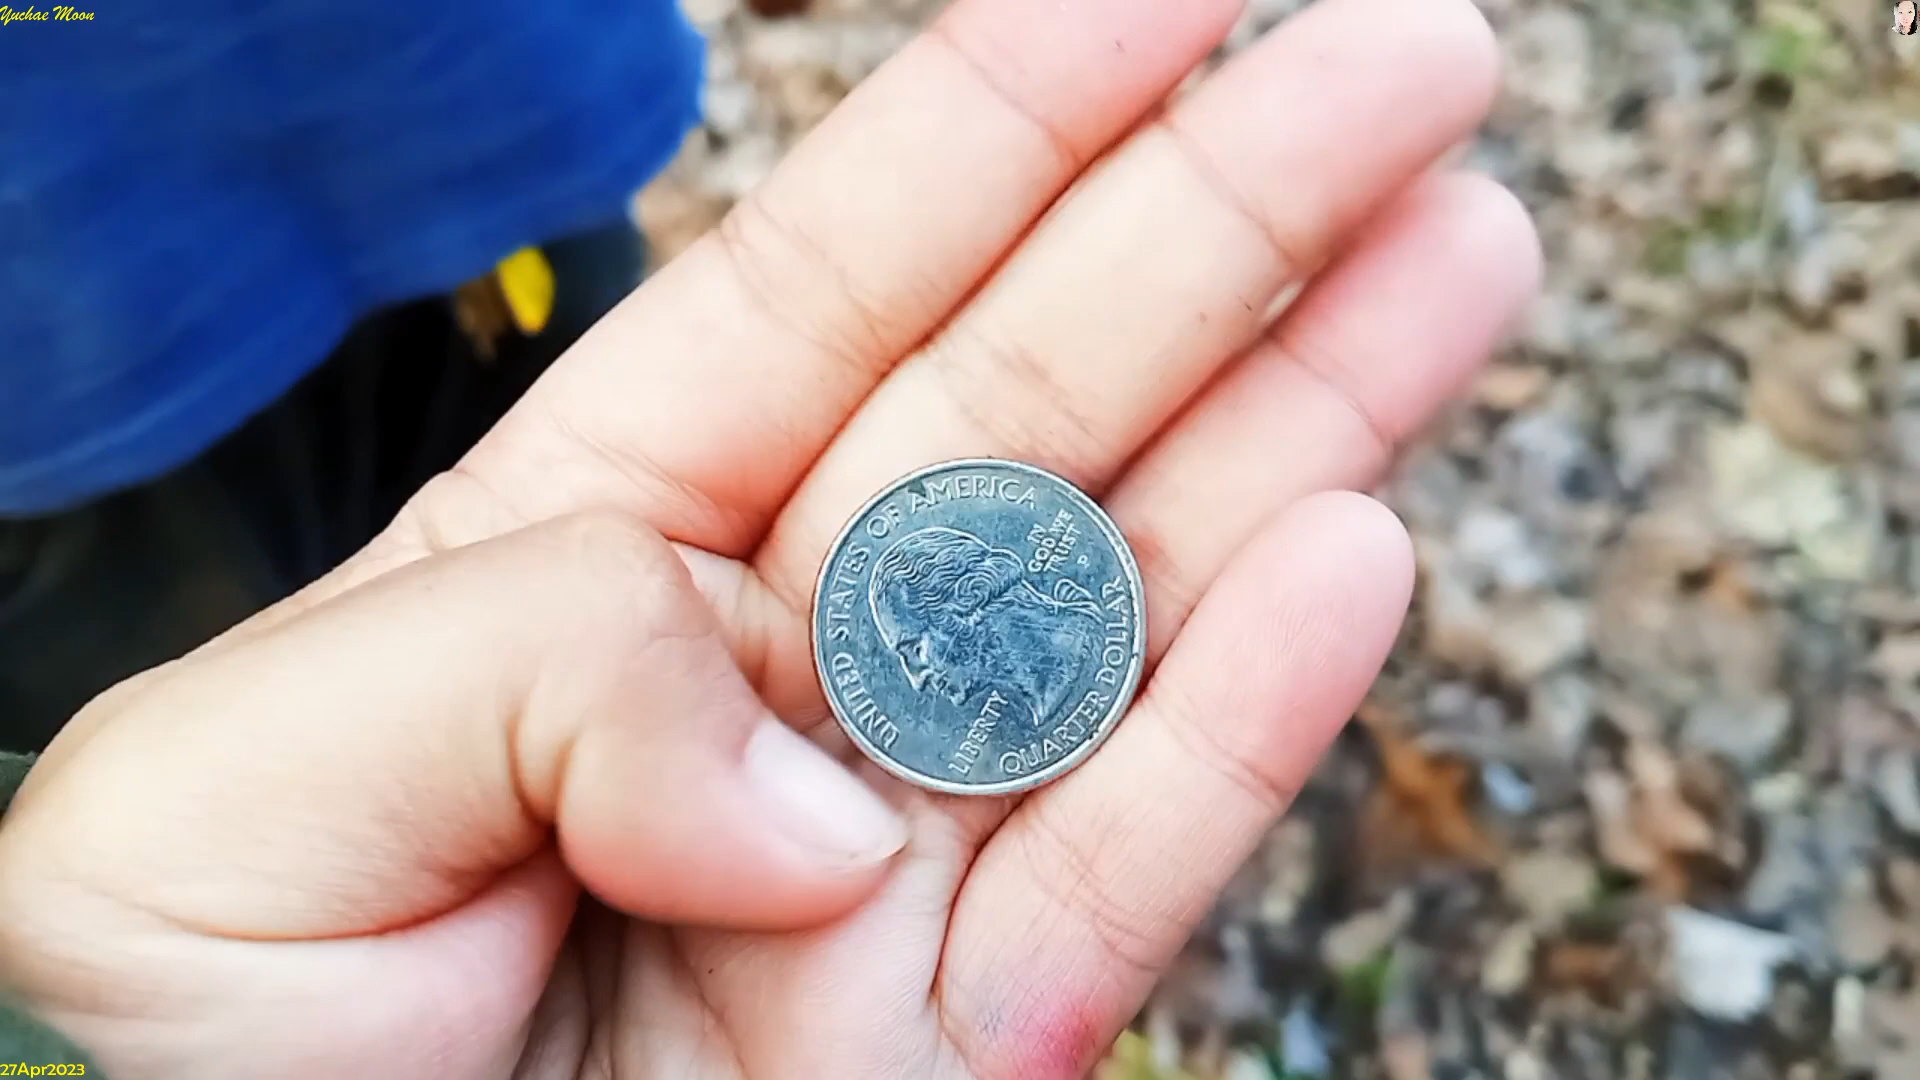 Yuchae Moon
UNITED STATES OF AMERICA
IN
GOD WE
TRUST
P
LIBERTY
QUARTER DOLLAR
27Apr2023